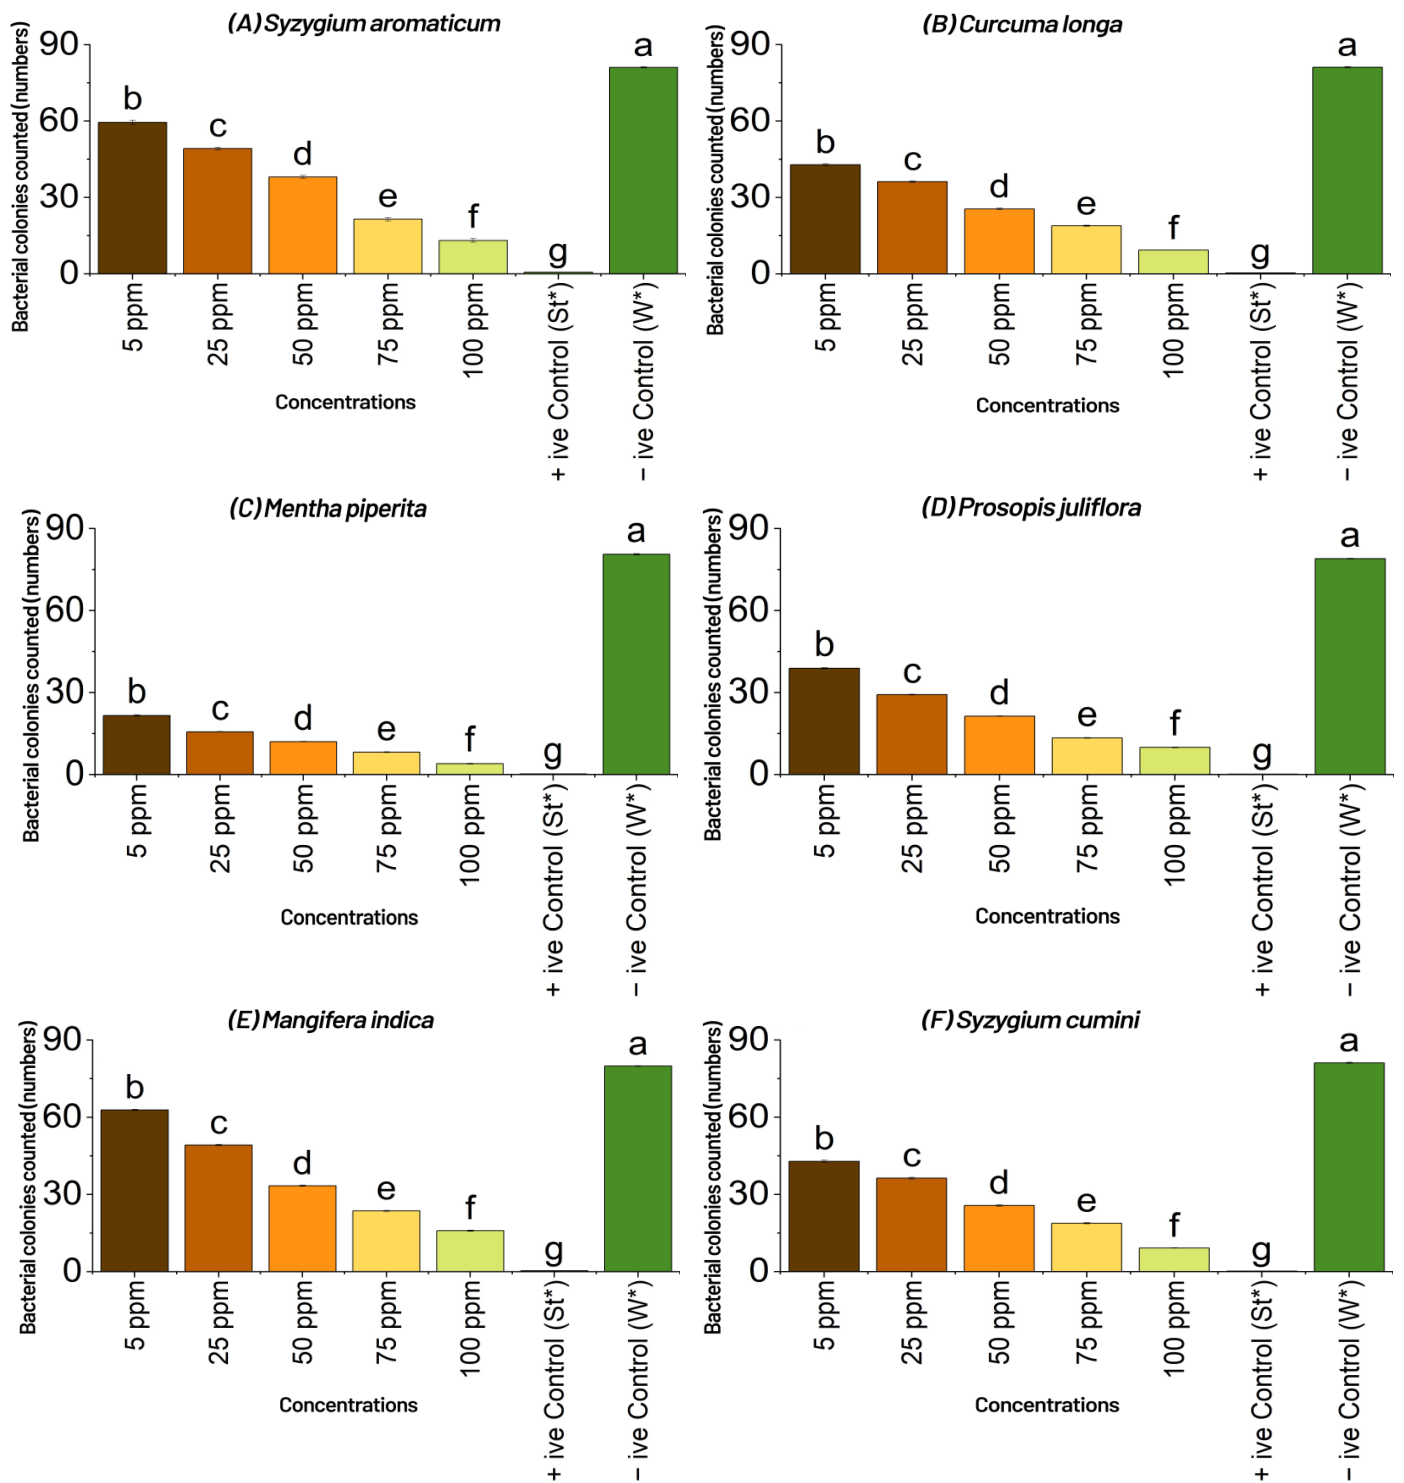 (A) Syzygium aromaticum
Bacterial colonies counted (numbers)
90
60
30
0
b
c
d
e
f
g
a
5 ppm
25 ppm
50 ppm
75 ppm
100 ppm
+ ive Control (St*)
– ive Control (W*)
Concentrations
(B) Curcuma longa
Bacterial colonies counted (numbers)
90
60
30
0
b
c
d
e
f
g
a
5 ppm
25 ppm
50 ppm
75 ppm
100 ppm
+ ive Control (St*)
– ive Control (W*)
Concentrations
(C) Mentha piperita
Bacterial colonies counted (numbers)
90
60
30
0
b
c
d
e
f
g
a
5 ppm
25 ppm
50 ppm
75 ppm
100 ppm
+ ive Control (St*)
– ive Control (W*)
Concentrations
(D) Prosopis juliflora
Bacterial colonies counted (numbers)
90
60
30
0
b
c
d
e
f
g
a
5 ppm
25 ppm
50 ppm
75 ppm
100 ppm
+ ive Control (St*)
– ive Control (W*)
Concentrations
(E) Mangifera indica
Bacterial colonies counted (numbers)
90
60
30
0
b
c
d
e
f
g
a
5 ppm
25 ppm
50 ppm
75 ppm
100 ppm
+ ive Control (St*)
– ive Control (W*)
Concentrations
(F) Syzygium cumini
Bacterial colonies counted (numbers)
90
60
30
0
b
c
d
e
f
g
a
5 ppm
25 ppm
50 ppm
75 ppm
100 ppm
+ ive Control (St*)
– ive Control (W*)
Concentrations